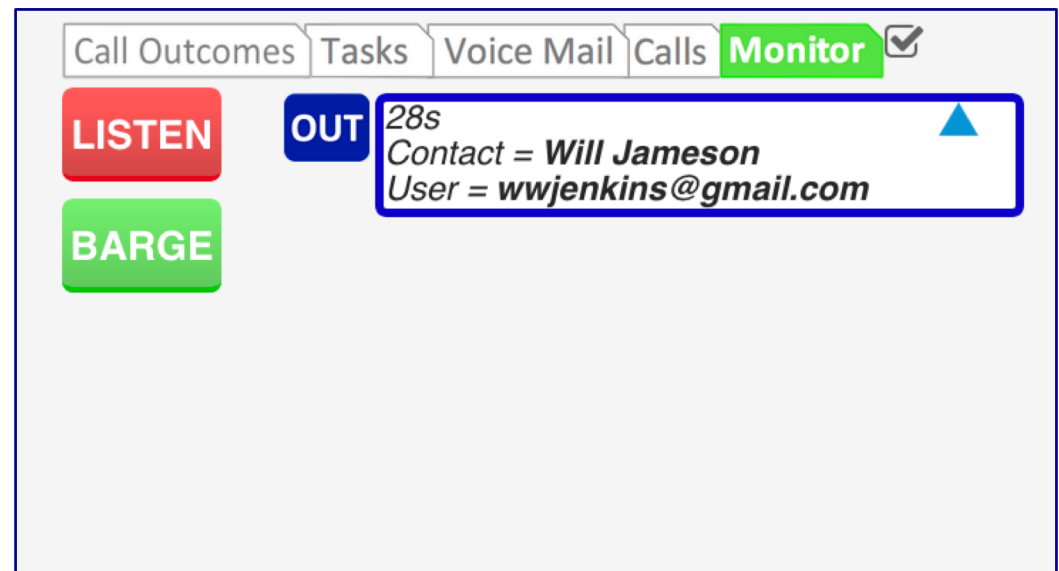 Call Outcomes Tasks Voice Mail Calls Monitor
LISTEN
OUT
28s
Contact = Will Jameson
User = wwjenkins@gmail.com
BARGE